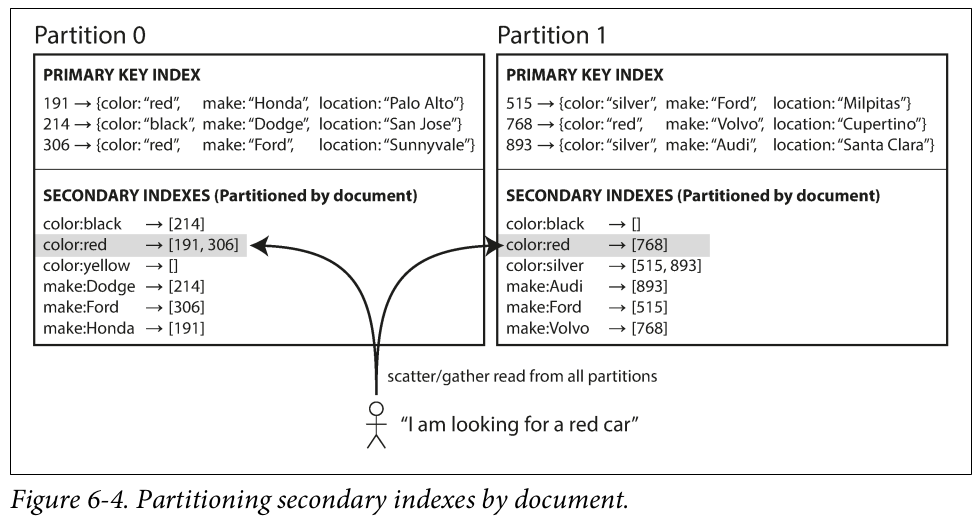 Partition 0
PRIMARY KEY INDEX
191 → {color: “red”, make: “Honda”, location: “Palo Alto”}
214 → {color: “black”, make: “Dodge”, location: “San Jose”}
306 → {color: “red”, make: “Ford”, location: “Sunnyvale”}
SECONDARY INDEXES (Partitioned by document)
color:black → [214]
color:red → [191, 306]
color:yellow → []
make:Dodge → [214]
make:Ford → [306]
make:Honda → [191]
Partition 1
PRIMARY KEY INDEX
515 → {color: “silver”, make: “Ford”, location: “Milpitas”}
768 → {color: “red”, make: “Volvo”, location: “Cupertino”}
893 → {color: “silver”, make: “Audi”, location: “Santa Clara”}
SECONDARY INDEXES (Partitioned by document)
color:black → []
color:red → [768]
color:silver → [515, 893]
make:Audi → [893]
make:Ford → [515]
make:Volvo → [768]
scatter/gather read from all partitions
“I am looking for a red car”
Figure 6-4. Partitioning secondary indexes by document.